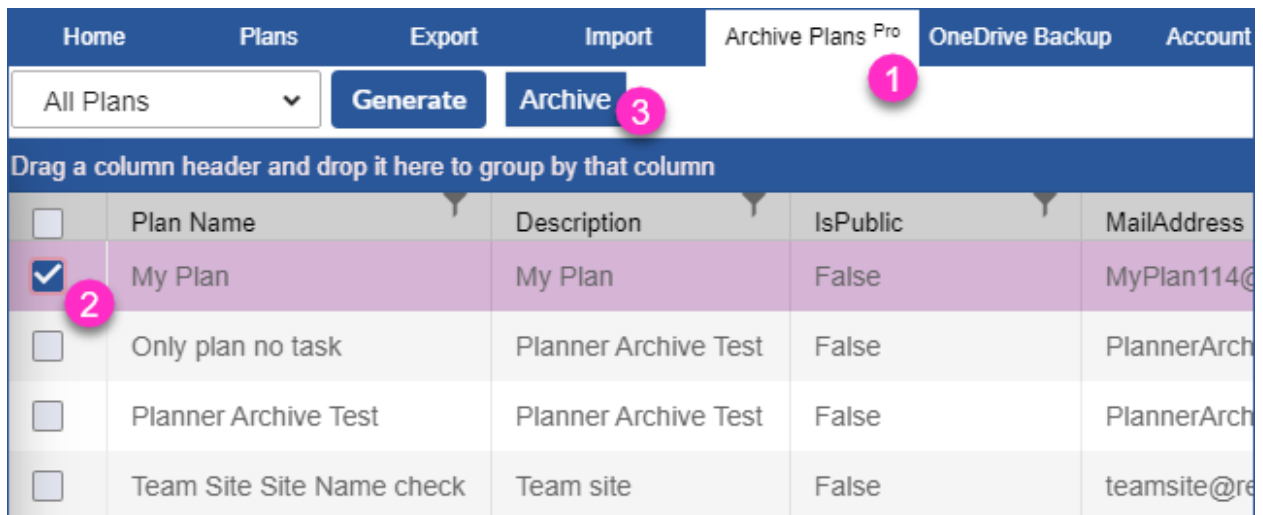 Home Plans Export Import Archive Plans Pro OneDrive Backup Account
1
All Plans Generate Archive 3
Drag a column header and drop it here to group by that column
Plan Name Description IsPublic MailAddress
My Plan My Plan False MyPlan114@
2
Only plan no task Planner Archive Test False PlannerArch
Planner Archive Test Planner Archive Test False PlannerArch
Team Site Site Name check Team site False teamsite@re